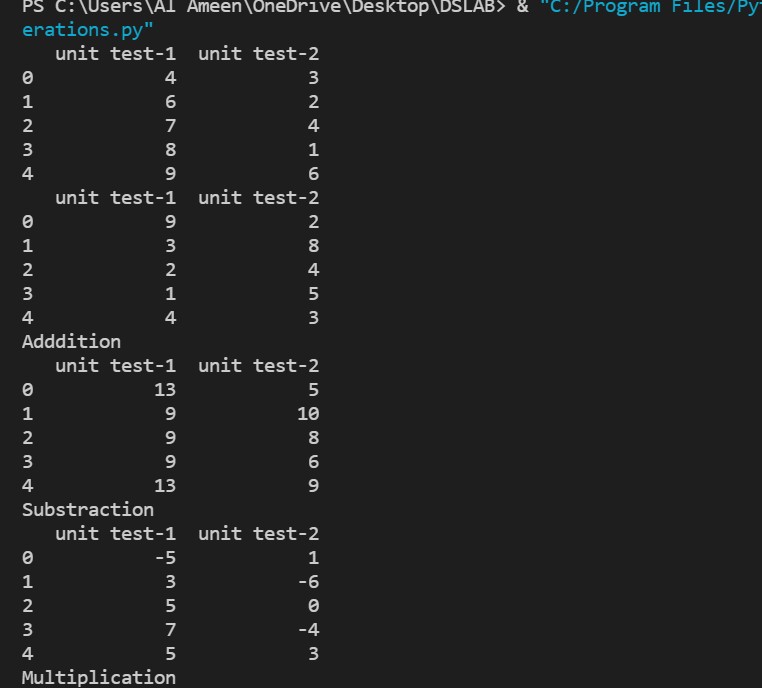 PS C:\Users\Al Ameen\OneDrive\Desktop\DSLAB> & "C:/Program Files/Pyt
erations.py"
   unit test-1  unit test-2
0            4            3
1            6            2
2            7            4
3            8            1
4            9            6
   unit test-1  unit test-2
0            9            2
1            3            8
2            2            4
3            1            5
4            4            3
Adddition
   unit test-1  unit test-2
0           13            5
1            9           10
2            9            8
3            9            6
4           13            9
Substraction
   unit test-1  unit test-2
0           -5            1
1            3           -6
2            5            0
3            7           -4
4            5            3
Multiplication